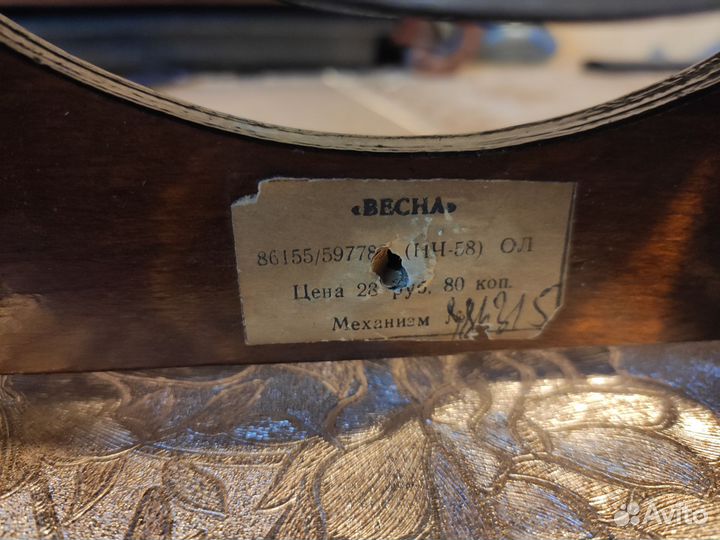 «ВЕСНА»
86155/59778 (НЧ-58) ОЛ
Цена 28 руб. 80 коп.
Механизм
Avito